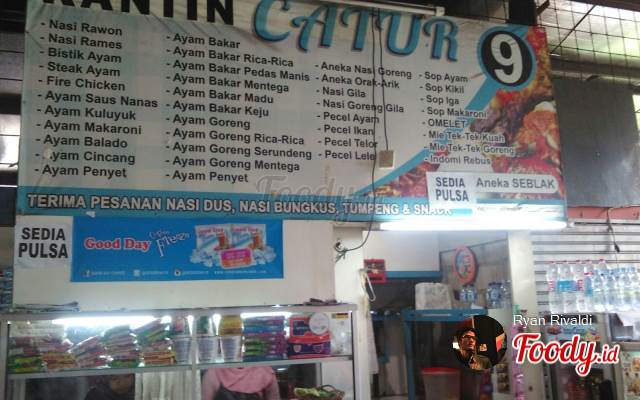 KANTIN CATUR 9
- Nasi Rawon
- Nasi Rames
- Bistik Ayam
- Steak Ayam
- Fire Chicken
- Ayam Saus Nanas
- Ayam Kuluyuk
- Ayam Makaroni
- Ayam Balado
- Ayam Cincang
- Ayam Penyet
- Ayam Bakar
- Ayam Bakar Rica-Rica
- Ayam Bakar Pedas Manis
- Ayam Bakar Mentega
- Ayam Bakar Madu
- Ayam Bakar Keju
- Ayam Goreng
- Ayam Goreng Rica-Rica
- Ayam Goreng Serundeng
- Ayam Goreng Mentega
- Ayam Penyet
- Aneka Nasi Goreng
- Aneka Orak-Arik
- Nasi Gila
- Nasi Goreng Gila
- Pecel Ayam
- Pecel Ikan
- Pecel Telor
- Pecel Lele
- Sop Ayam
- Sop Kikil
- Sop Iga
- Sop Makaroni
- OMELET
- Mie Tek-Tek Kuah
- Mie Tek-Tek Goreng
- Indomi Rebus
Aneka SEBLAK
SEDIA
PULSA
TERIMA PESANAN NASI DUS, NASI BUNGKUS, TUMPENG & SNACK
SEDIA
PULSA
Good Day
Freeze
Foody.id
Ryan Rivaldi
Foody.id